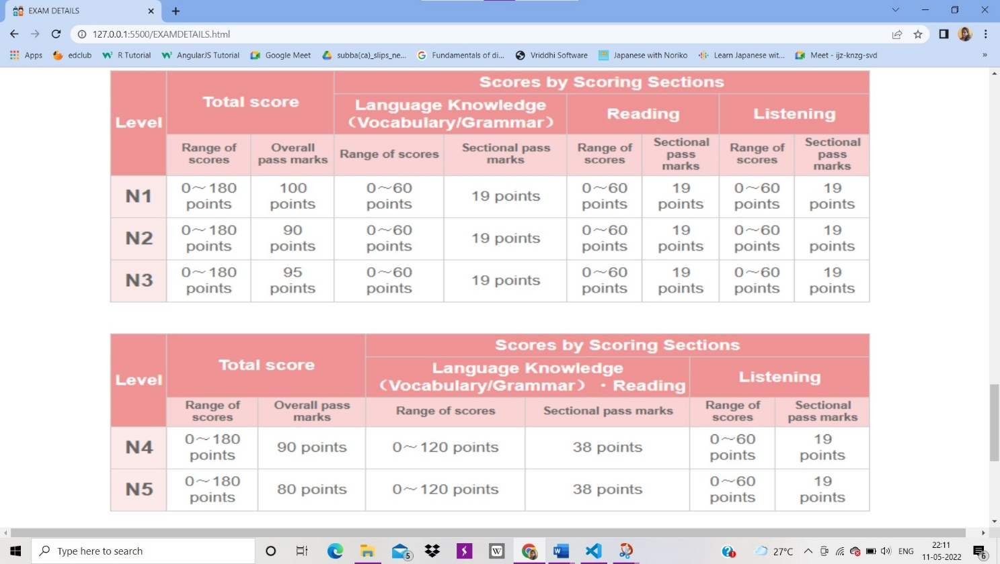 EXAM DETAILS
127.0.0.1:5500/EXAMDETAILS.html
Apps edclub R Tutorial AngularJS Tutorial Google Meet subba(ca)_slips_ne... Fundamentals of di... Vriddhi Software Japanese with Noriko Learn Japanese wit... Meet - ijz-knzg-svd »
Level
Total score
Scores by Scoring Sections
Language Knowledge
（Vocabulary/Grammar）
Reading
Listening
Range of
scores
Overall
pass marks
Range of scores
Sectional pass
marks
Range of
scores
Sectional
pass
marks
Range of
scores
Sectional
pass
marks
N1
0～180
points
100
points
0～60
points
19 points
0～60
points
19
points
0～60
points
19
points
N2
0～180
points
90
points
0～60
points
19 points
0～60
points
19
points
0～60
points
19
points
N3
0～180
points
95
points
0～60
points
19 points
0～60
points
19
points
0～60
points
19
points
Level
Total score
Scores by Scoring Sections
Language Knowledge
（Vocabulary/Grammar）・Reading
Listening
Range of
scores
Overall pass
marks
Range of scores
Sectional pass marks
Range of
scores
Sectional
pass marks
N4
0～180
points
90 points
0～120 points
38 points
0～60
points
19
points
N5
0～180
points
80 points
0～120 points
38 points
0～60
points
19
points
Type here to search
5
W
W
27°C
ENG
22:11
11-05-2022
6